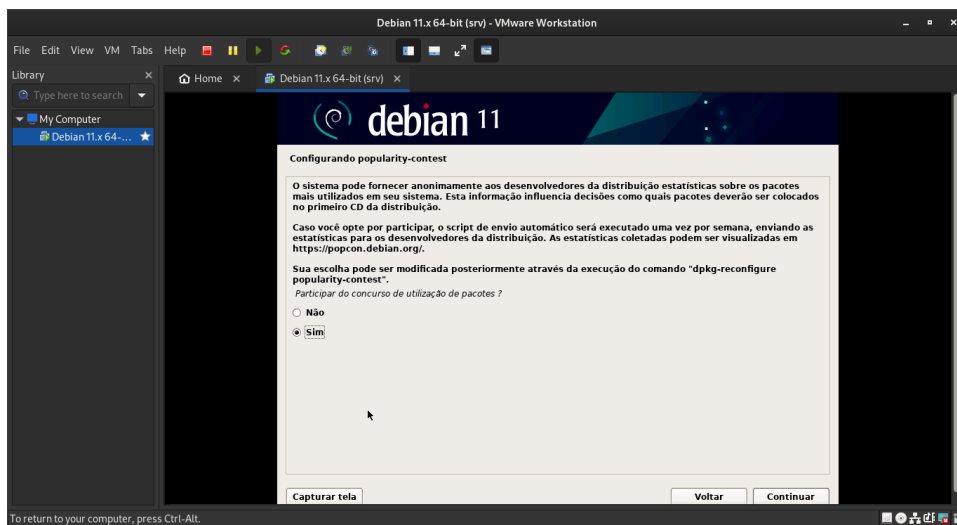 Debian 11.x 64-bit (srv) - VMware Workstation
File Edit View VM Tabs Help
Library
Home
Debian 11.x 64-bit (srv)
Type here to search
My Computer
Debian 11.x 64-...
debian 11
Configurando popularity-contest
O sistema pode fornecer anonimamente aos desenvolvedores da distribuição estatísticas sobre os pacotes
mais utilizados em seu sistema. Esta informação influencia decisões como quais pacotes deverão ser colocados
no primeiro CD da distribuição.
Caso você opte por participar, o script de envio automático será executado uma vez por semana, enviando as
estatísticas para os desenvolvedores da distribuição. As estatísticas coletadas podem ser visualizadas em
https://popcon.debian.org/.
Sua escolha pode ser modificada posteriormente através da execução do comando "dpkg-reconfigure
popularity-contest".
Participar do concurso de utilização de pacotes ?
Não
Sim
Capturar tela
Voltar
Continuar
To return to your computer, press Ctrl-Alt.